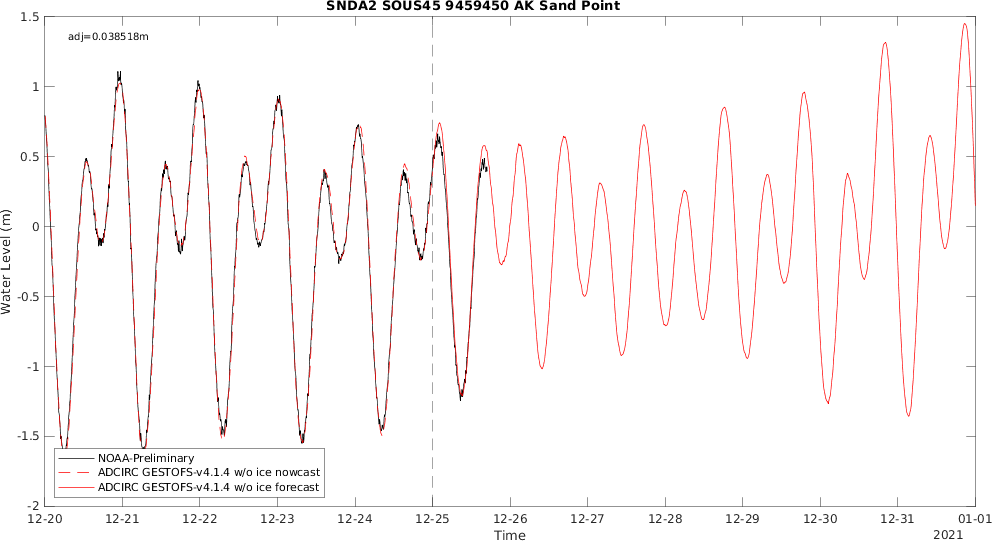 SNDA2 SOUS45 9459450 AK Sand Point
adj=0.038518m
1.5
1
0.5
0
-0.5
-1
-1.5
-2
Water Level (m)
NOAA-Preliminary
ADCIRC GESTOFS-v4.1.4 w/o ice nowcast
ADCIRC GESTOFS-v4.1.4 w/o ice forecast
12-20 12-21 12-22 12-23 12-24 12-25 12-26 12-27 12-28 12-29 12-30 12-31 01-01
Time
2021